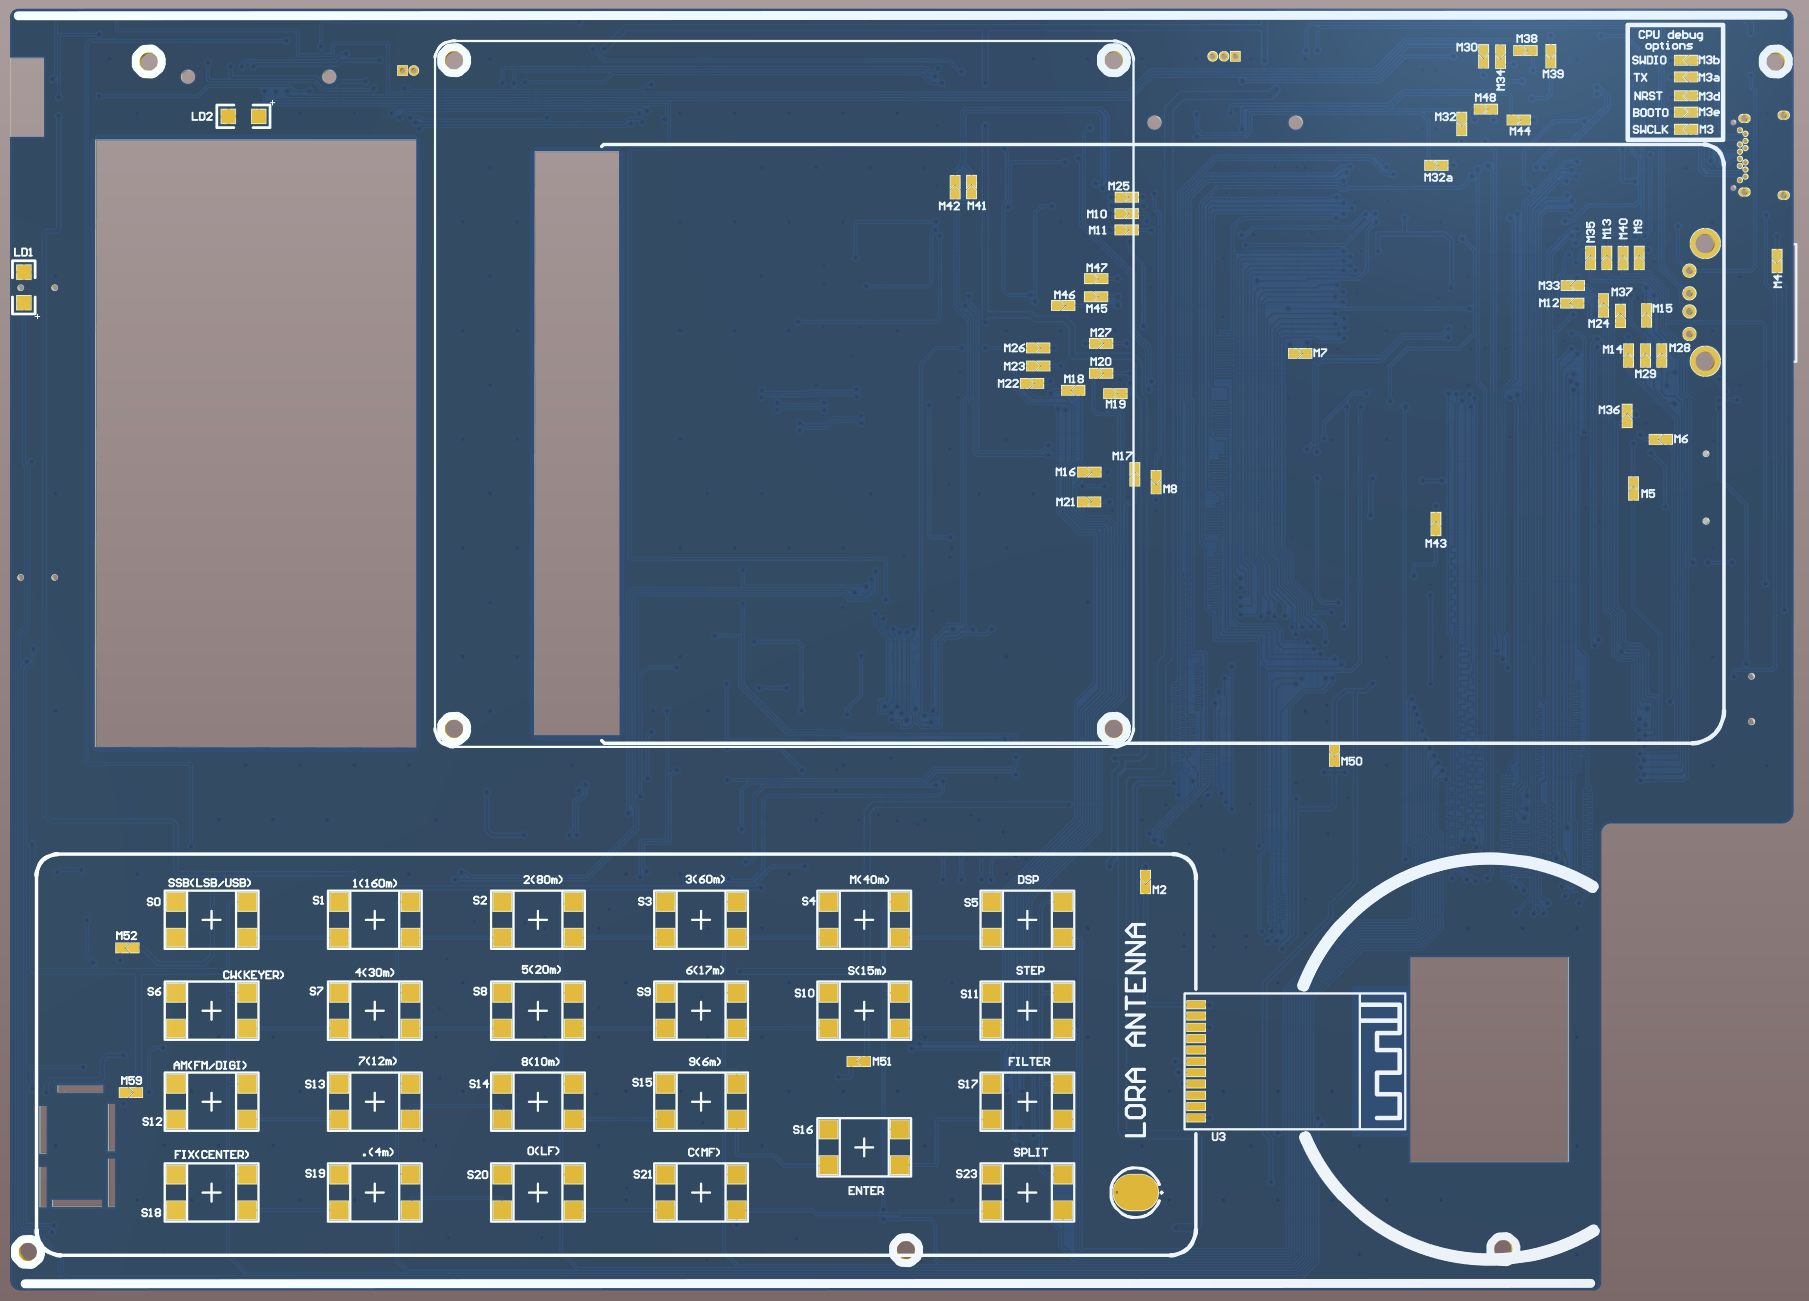 CPU debug
options
SWDIO M3b
TX M3a
NRST M3d
BOOT0 M3e
SWCLK M3
M30
M34
M38
M39
M48
M32
M44
M32a
LD2
+
LD1
+
M42 M41
M25
M10
M11
M47
M46
M45
M27
M26
M23
M20
M22
M18
M19
M7
M35
M13
M40
M9
M4
M33
M12
M37
M24
M15
M14
M28
M29
M36
M6
M16
M17
M8
M21
M5
M43
M50
SSB(LSB/USB) 1(160m) 2(80m) 3(60m) M(40m) DSP
S0 S1 S2 S3 S4 S5
M2
M52
CW(KEYER) 4(30m) 5(20m) 6(17m) S(15m) STEP
S6 S7 S8 S9 S10 S11
LORA ANTENNA
AM(FM/DIGI) 7(12m) 8(10m) 9(6m) M51 FILTER
M59
S12 S13 S14 S15 S16 S17
U3
FIX(CENTER) .(4m) 0(LF) C(MF) SPLIT
S18 S19 S20 S21 S23
ENTER